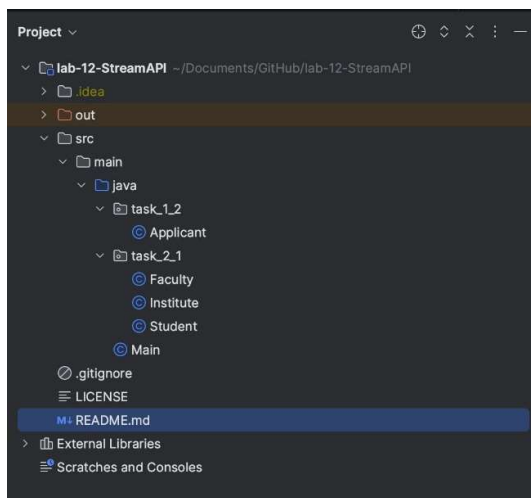 Project
lab-12-StreamAPI ~/Documents/GitHub/lab-12-StreamAPI
.idea
out
src
main
java
task_1_2
Applicant
task_2_1
Faculty
Institute
Student
Main
.gitignore
LICENSE
M↓ README.md
External Libraries
Scratches and Consoles